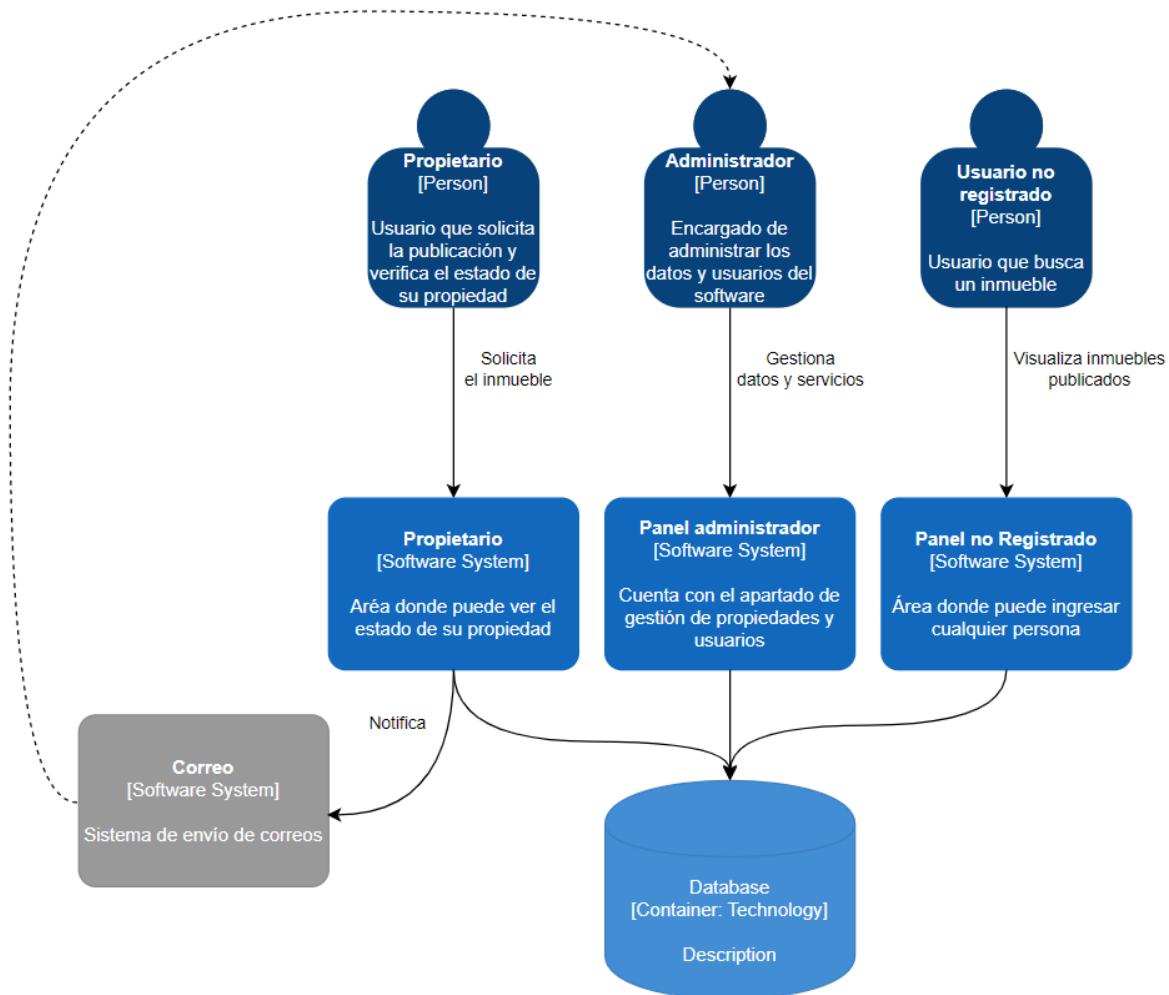 Propietario
[Person]
Usuario que solicita
la publicación y
verifica el estado de
su propiedad
Administrador
[Person]
Encargado de
administrar los
datos y usuarios del
software
Usuario no
registrado
[Person]
Usuario que busca
un inmueble
Solicita
el inmueble
Gestiona
datos y servicios
Visualiza inmuebles
publicados
Propietario
[Software System]
Aréa donde puede ver el
estado de su propiedad
Panel administrador
[Software System]
Cuenta con el apartado de
gestión de propiedades y
usuarios
Panel no Registrado
[Software System]
Área donde puede ingresar
cualquier persona
Notifica
Correo
[Software System]
Sistema de envío de correos
Database
[Container: Technology]
Description